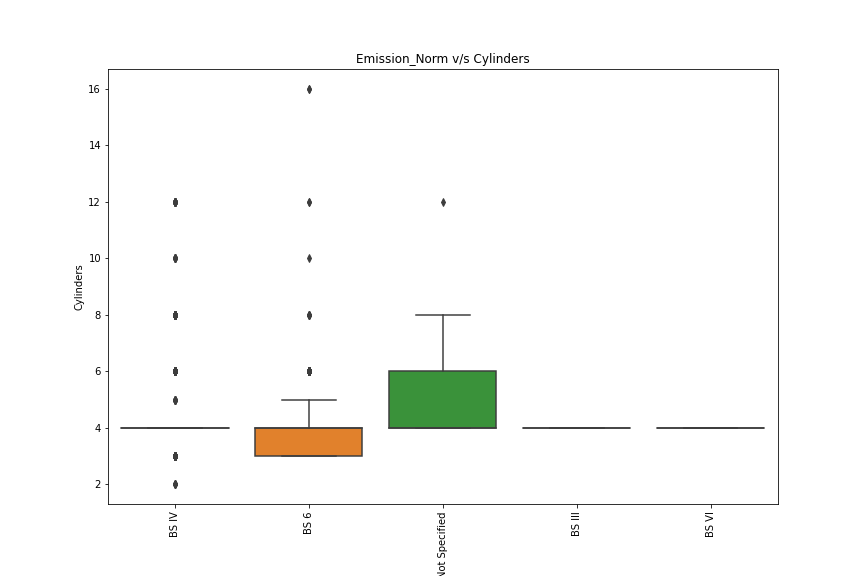 Emission_Norm v/s Cylinders
16
14
12
10
8
6
4
2
Cylinders
BS IV
BS 6
Not Specified
BS III
BS VI